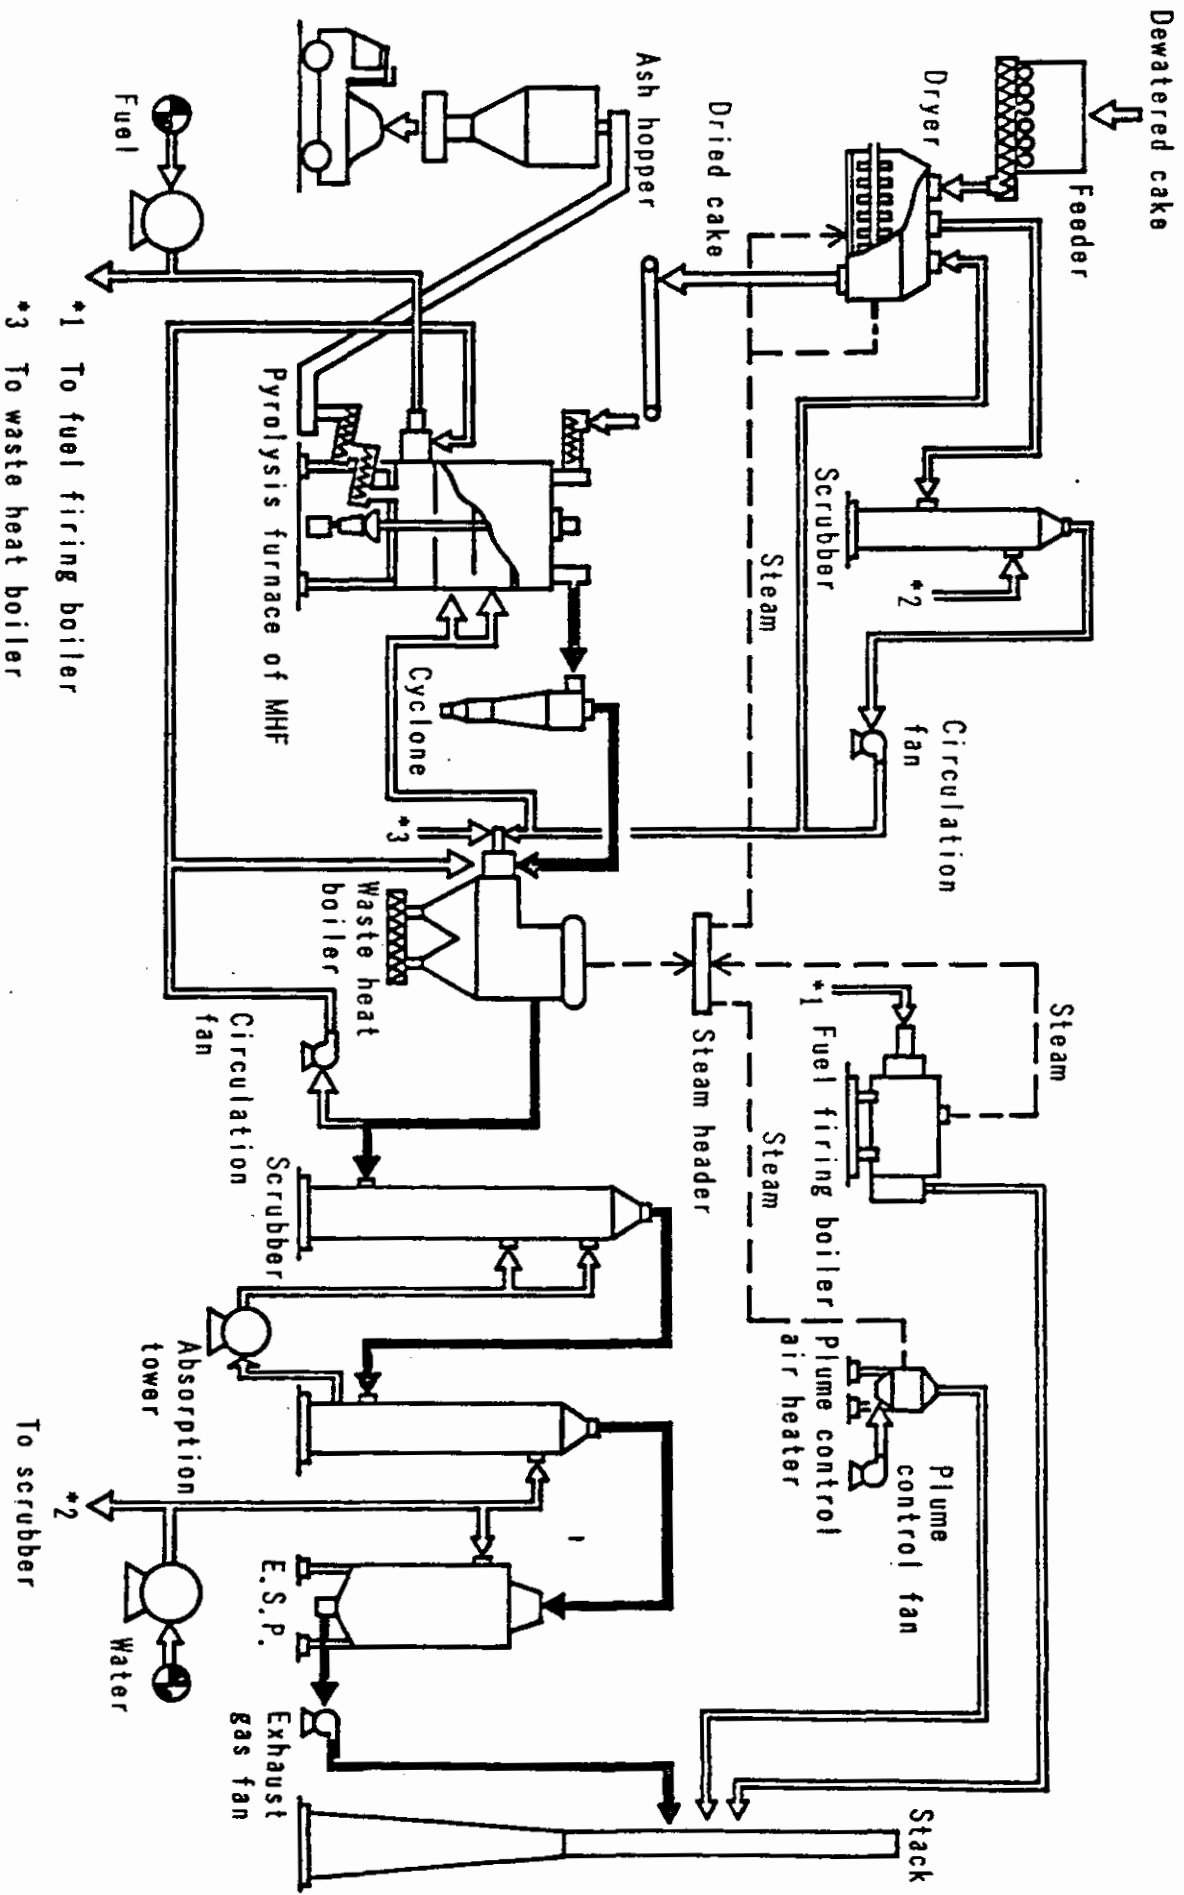 Dewatered cake
Feeder
Dryer
Scrubber
*2
Circulation
fan
Steam
*1
Fuel firing boiler
Plume control
air heater
Plume
control fan
Stack
Dried cake
Steam
Steam header
Steam
Ash hopper
Cyclone
*3
Waste heat
boiler
Pyrolysis furnace of MHF
Circulation
fan
Scrubber
Absorption
tower
E.S.P.
Exhaust
gas fan
Fuel
Water
*1 To fuel firing boiler
*3 To waste heat boiler
*2
To scrubber